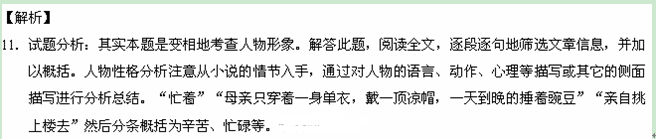 【解析】
11．试题分析：其实本题是变相地考查人物形象。解答此题，阅读全文，逐段逐句地筛选文章信息，并加
以概括。人物性格分析注意从小说的情节入手，通过对人物的语言、动作、心理等描写或其它的侧面
描写进行分析总结。“忙着”“母亲只穿着一身单衣，戴一顶凉帽，一天到晚的捶着豌豆”“亲自挑
上楼去”然后分条概括为辛苦、忙碌等。